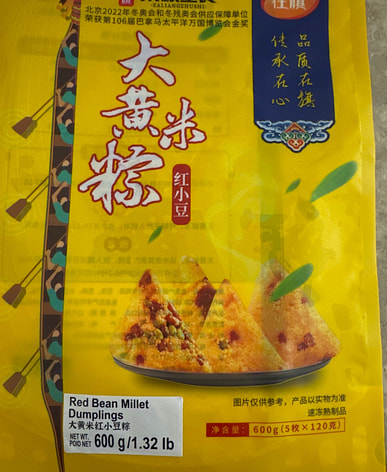 SAILIANGZHUSHI
北京2022年冬奥会和冬残奥会供应保障单位
荣获第106届巴拿马太平洋万国博览会金奖
在旗
品质在旗
传承在心
大黄米粽
红小豆
图片仅供参考，产品以实物为准
速冻熟制品
净含量： 600g (5枚×120克)
Red Bean Millet
Dumplings
大黄米红小豆粽
NET WT.
POID NET
600 g/1.32 lb